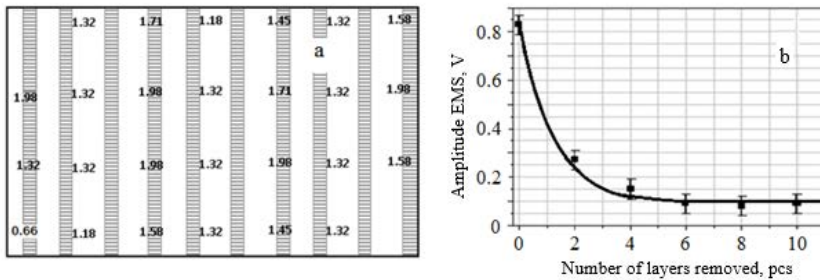 1.32 1.71 1.18 1.45 1.32 1.58
a
1.98 1.32 1.98 1.32 1.71 1.32 1.98
1.32 1.32 1.98 1.32 1.98 1.32 1.58
0.66 1.18 1.58 1.32 1.45 1.32
b
Amplitude EMS, V
0.8
0.6
0.4
0.2
0
0 2 4 6 8 10
Number of layers removed, pcs